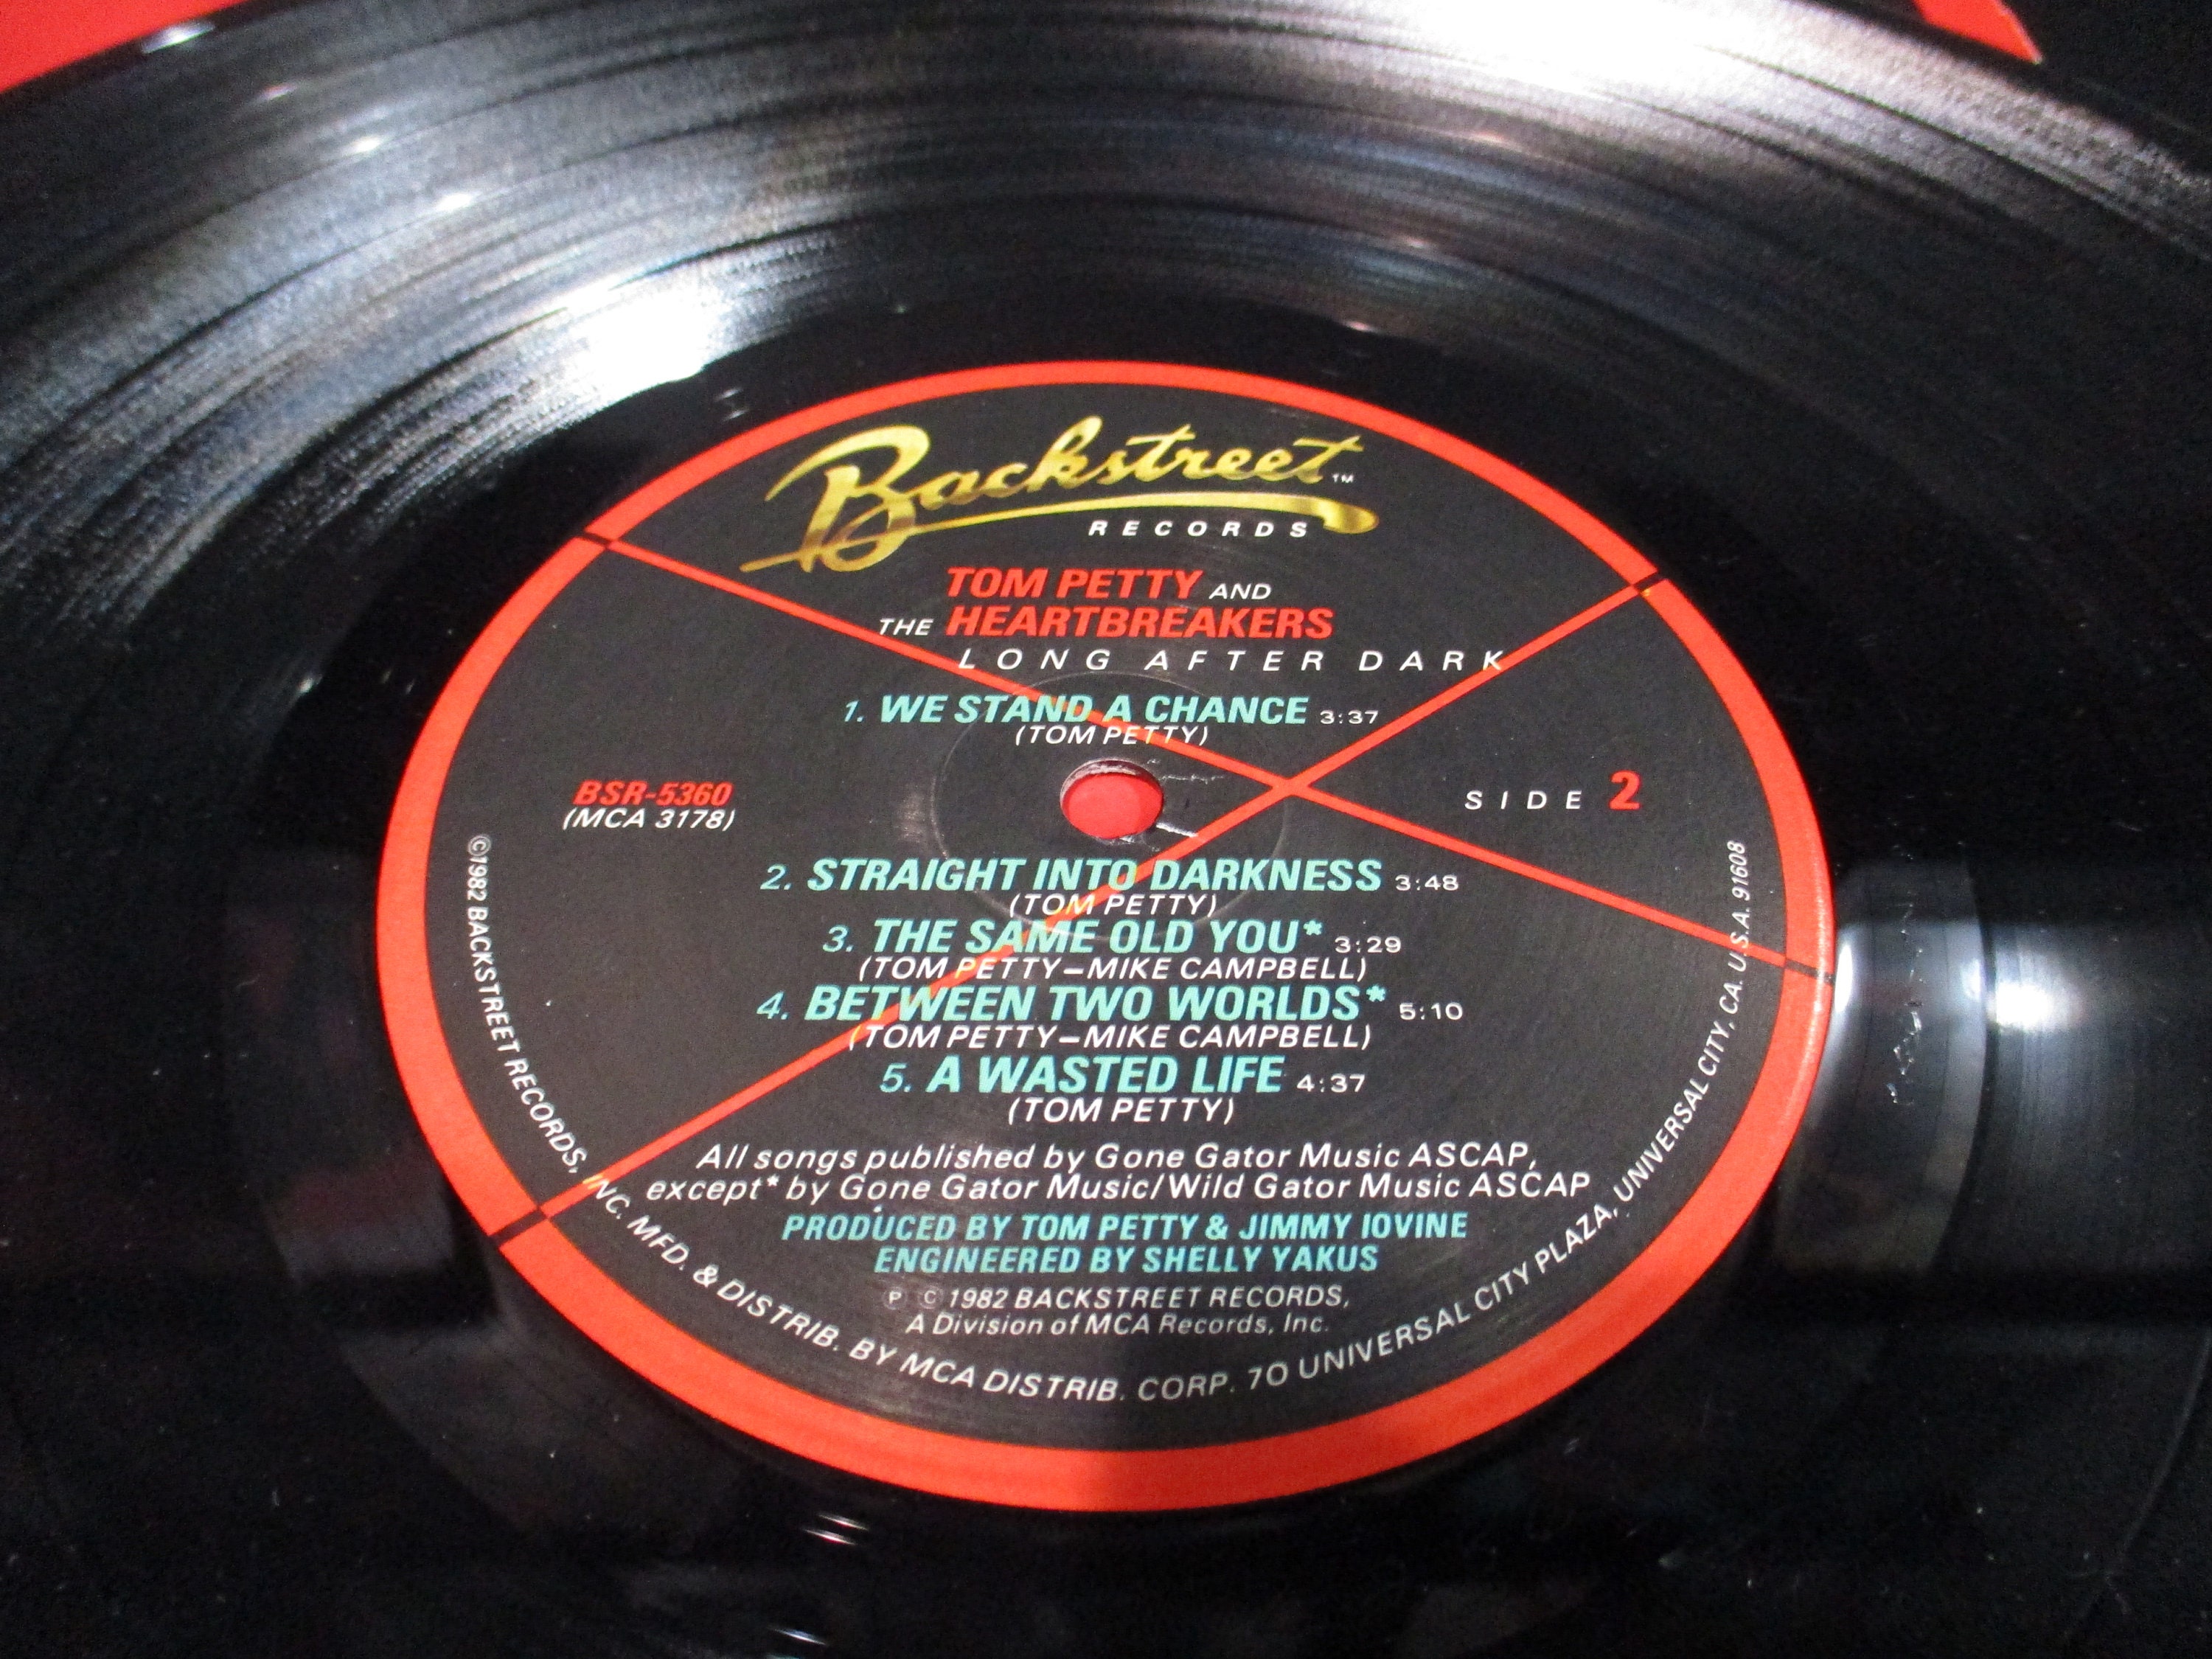 Backstreet™
RECORDS
TOM PETTY AND
THE HEARTBREAKERS
LONG AFTER DARK
1. WE STAND A CHANCE 3:37
(TOM PETTY)
BSR-5360
(MCA 3178)
SIDE 2
2. STRAIGHT INTO DARKNESS 3:48
(TOM PETTY)
3. THE SAME OLD YOU* 3:29
(TOM PETTY–MIKE CAMPBELL)
4. BETWEEN TWO WORLDS* 5:10
(TOM PETTY–MIKE CAMPBELL)
5. A WASTED LIFE 4:37
(TOM PETTY)
All songs published by Gone Gator Music ASCAP,
except* by Gone Gator Music/Wild Gator Music ASCAP
PRODUCED BY TOM PETTY & JIMMY IOVINE
ENGINEERED BY SHELLY YAKUS
℗ © 1982 BACKSTREET RECORDS,
A Division of MCA Records, Inc.
©1982 BACKSTREET RECORDS, INC. MFD. & DISTRIB. BY MCA DISTRIB. CORP. 70 UNIVERSAL CITY PLAZA, UNIVERSAL CITY, CA. U.S.A. 91608